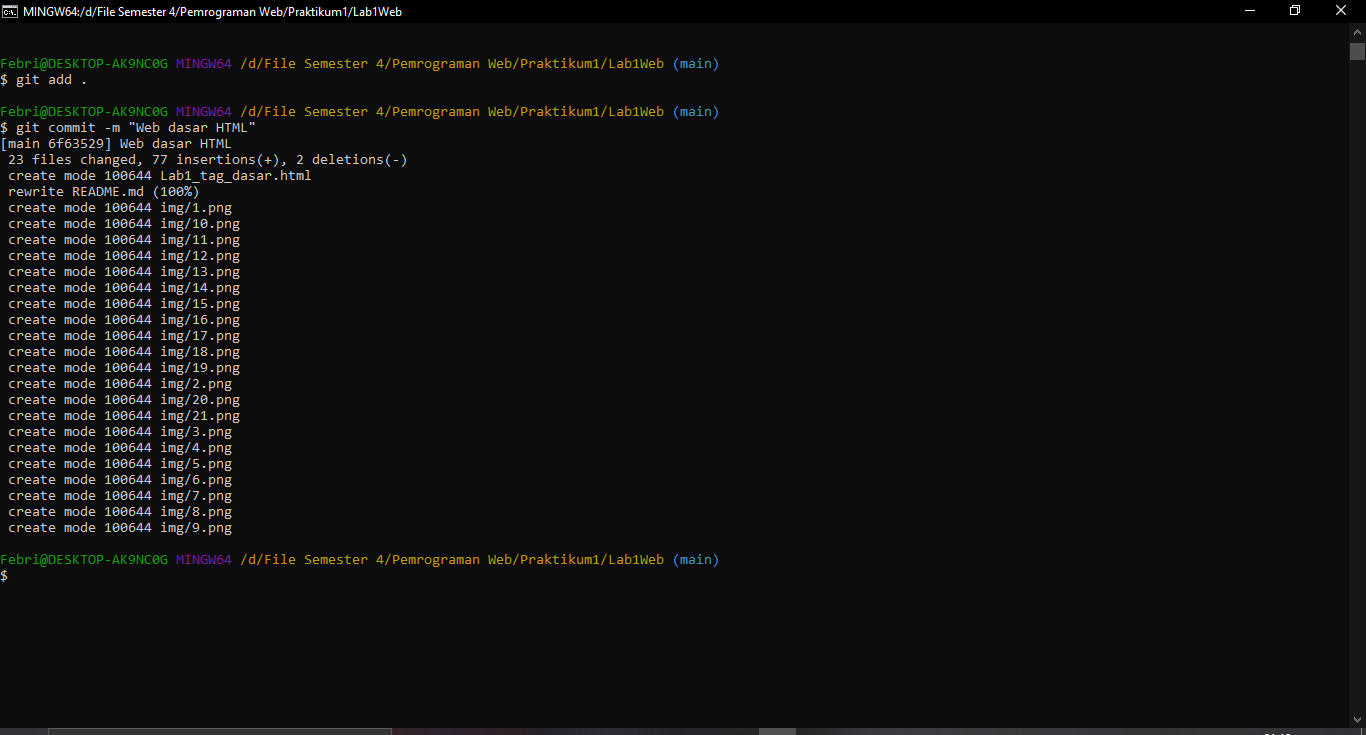 MINGW64:/d/File Semester 4/Pemrograman Web/Praktikum1/Lab1Web
Febri@DESKTOP-AK9NC0G MINGW64 /d/File Semester 4/Pemrograman Web/Praktikum1/Lab1Web (main)
$ git add .
Febri@DESKTOP-AK9NC0G MINGW64 /d/File Semester 4/Pemrograman Web/Praktikum1/Lab1Web (main)
$ git commit -m "Web dasar HTML"
[main 6f63529] Web dasar HTML
23 files changed, 77 insertions(+), 2 deletions(-)
create mode 100644 Lab1_tag_dasar.html
rewrite README.md (100%)
create mode 100644 img/1.png
create mode 100644 img/10.png
create mode 100644 img/11.png
create mode 100644 img/12.png
create mode 100644 img/13.png
create mode 100644 img/14.png
create mode 100644 img/15.png
create mode 100644 img/16.png
create mode 100644 img/17.png
create mode 100644 img/18.png
create mode 100644 img/19.png
create mode 100644 img/2.png
create mode 100644 img/20.png
create mode 100644 img/21.png
create mode 100644 img/3.png
create mode 100644 img/4.png
create mode 100644 img/5.png
create mode 100644 img/6.png
create mode 100644 img/7.png
create mode 100644 img/8.png
create mode 100644 img/9.png
Febri@DESKTOP-AK9NC0G MINGW64 /d/File Semester 4/Pemrograman Web/Praktikum1/Lab1Web (main)
$